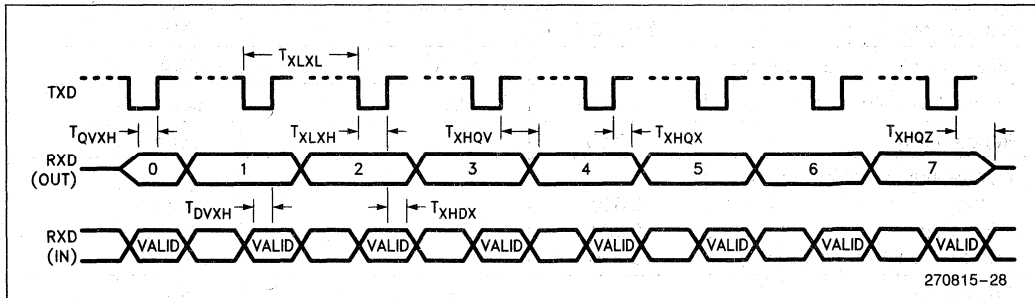 T_XLXL
TXD
T_QVXH T_XLXH T_XHQV T_XHQX T_XHQZ
RXD (OUT) 0 1 2 3 4 5 6 7
T_DVXH T_XHDX
RXD (IN) VALID VALID VALID VALID VALID VALID VALID VALID
270815-28